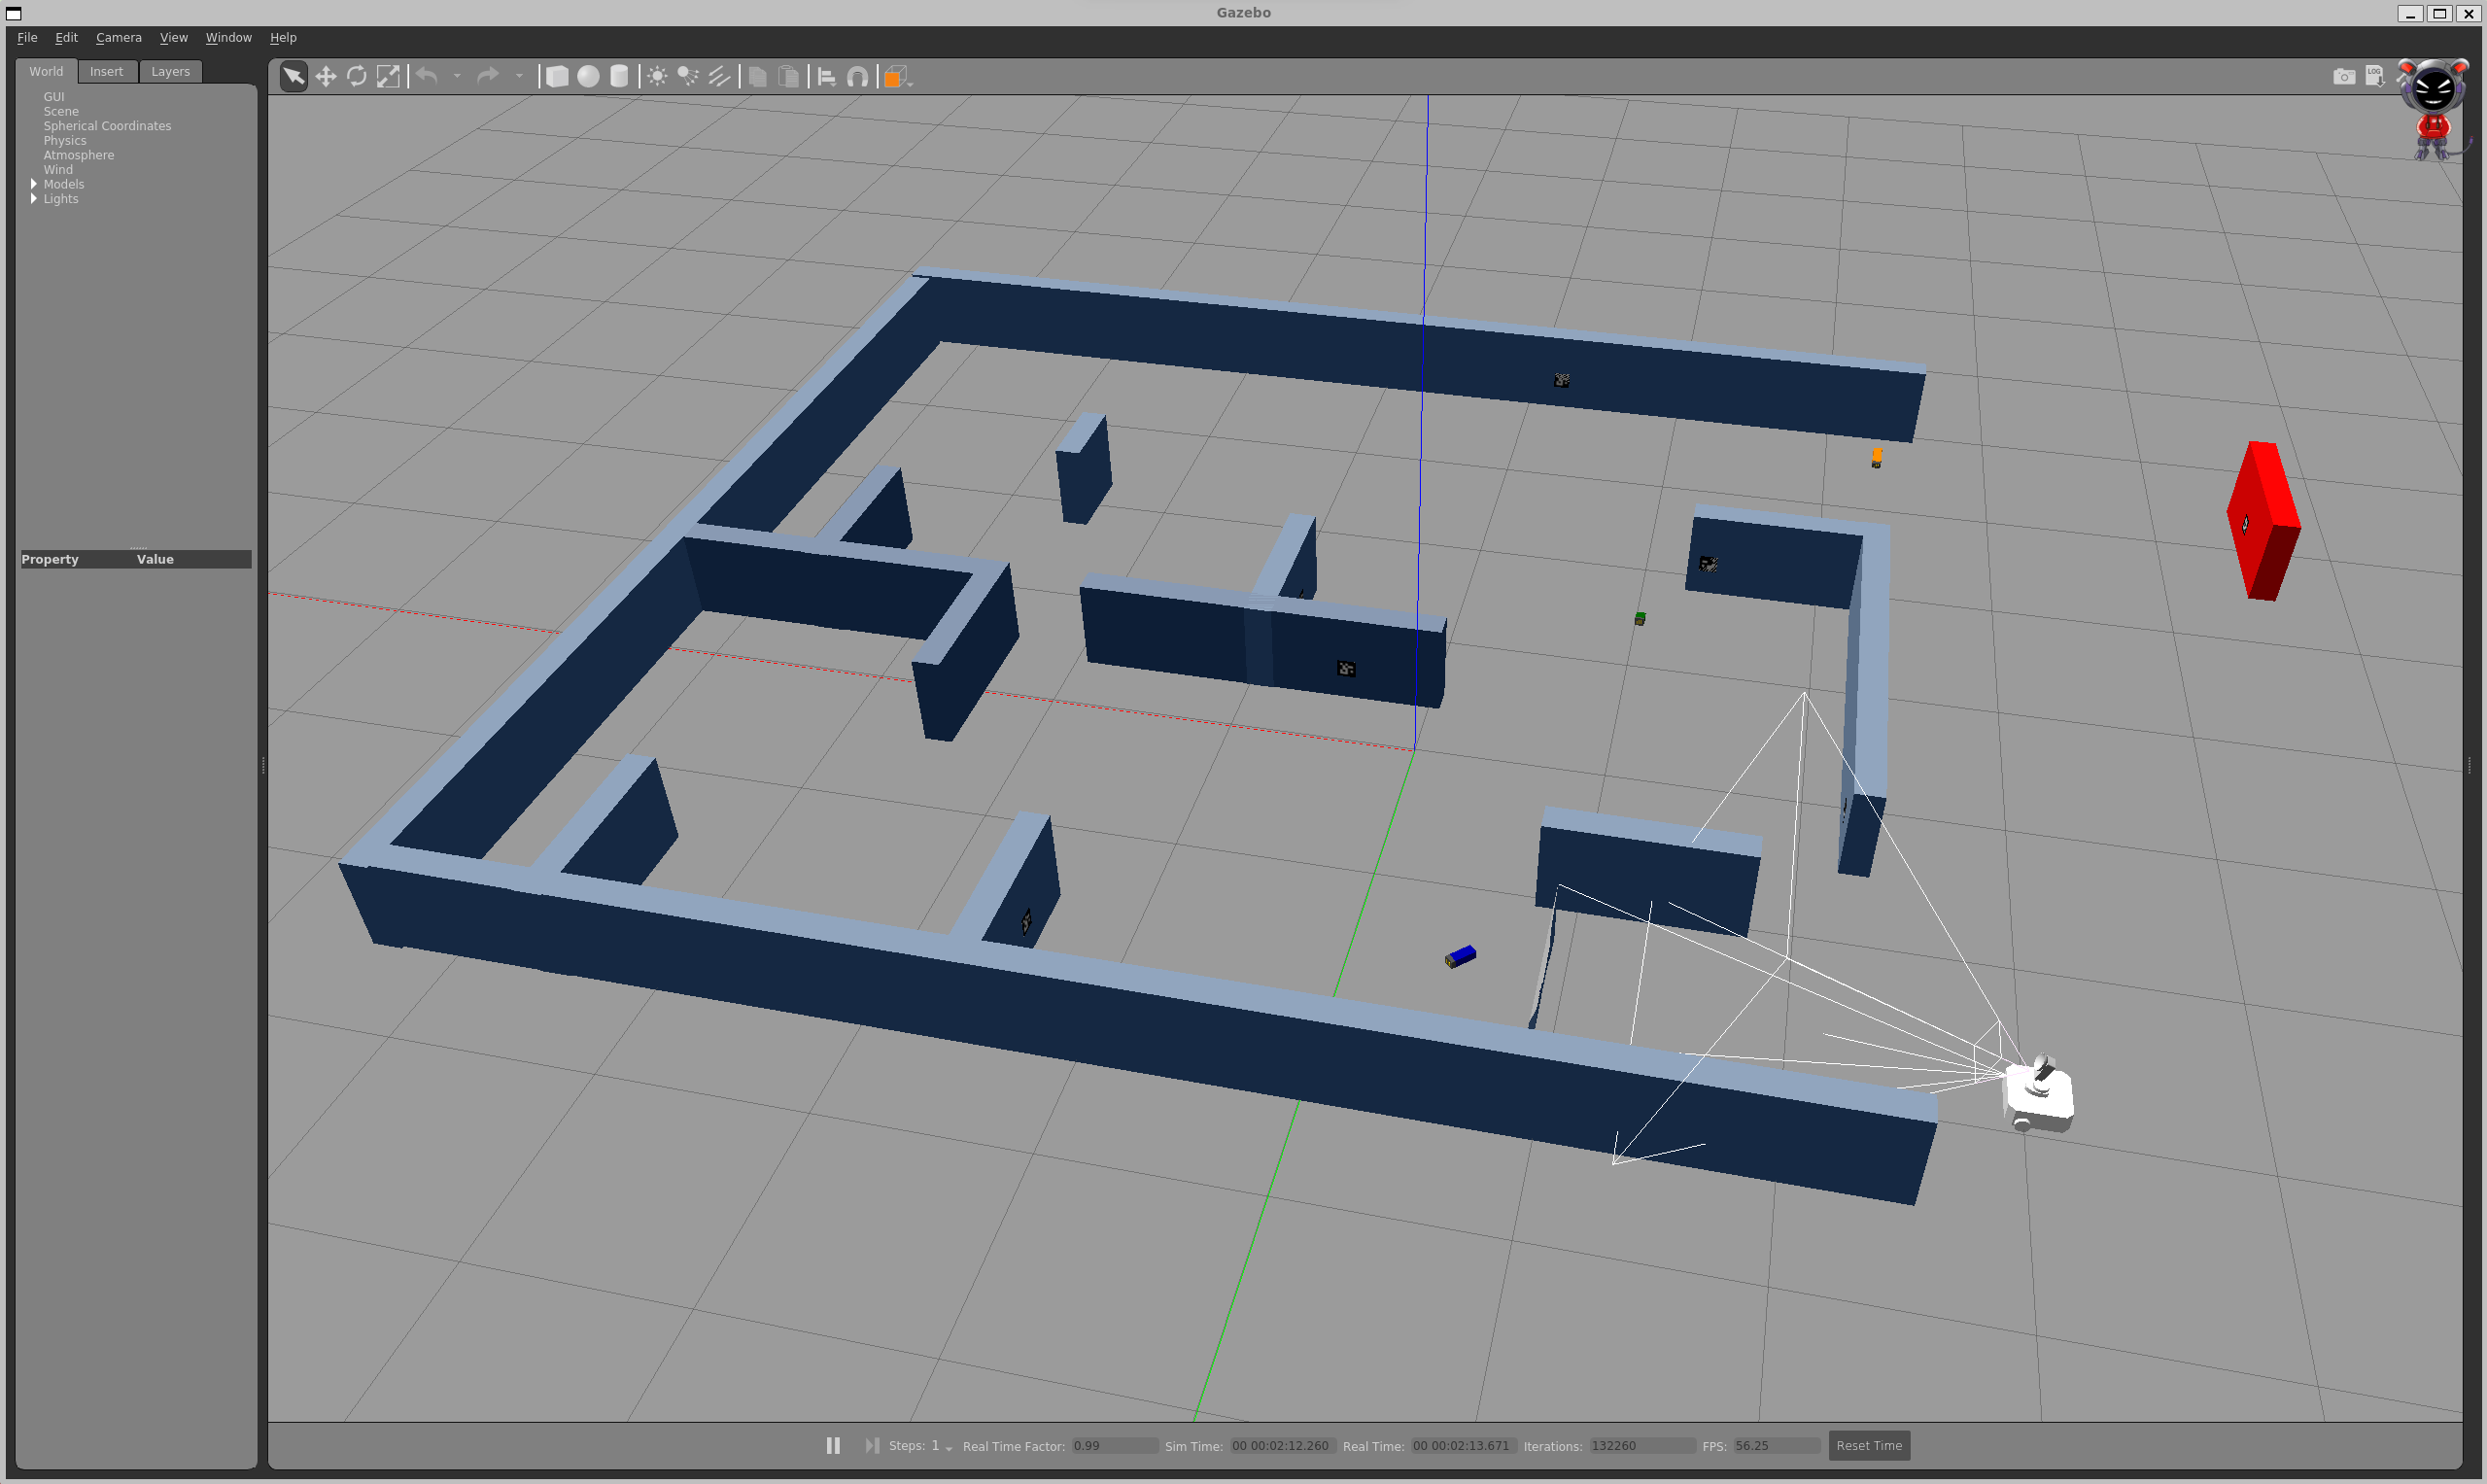 Gazebo
File Edit Camera View Window Help
World Insert Layers
LOG
GUI
Scene
Spherical Coordinates
Physics
Atmosphere
Wind
Models
Lights
Property Value
Steps: 1 Real Time Factor: 0.99 Sim Time: 00 00:02:12.260 Real Time: 00 00:02:13.671 Iterations: 132260 FPS: 56.25 Reset Time